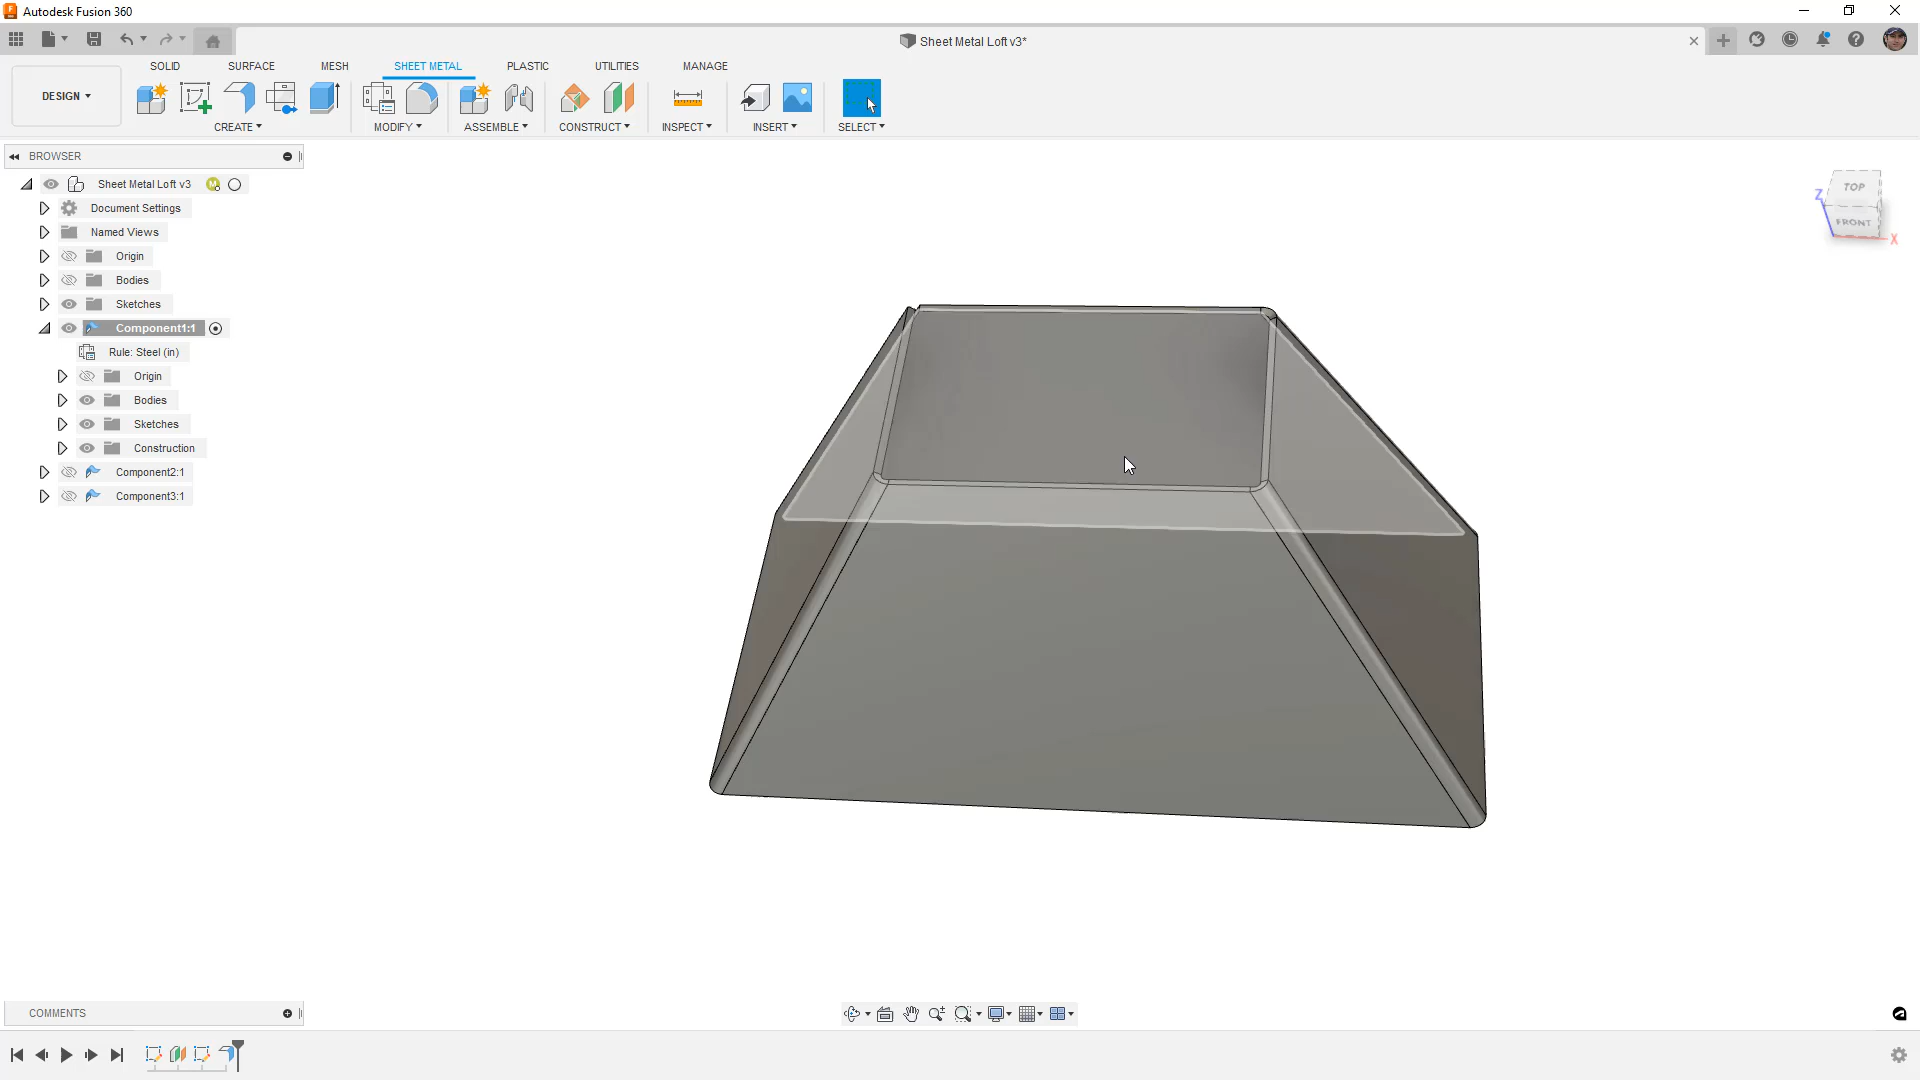 Autodesk Fusion 360
Sheet Metal Loft v3*
SOLID
SURFACE
MESH
SHEET METAL
PLASTIC
UTILITIES
MANAGE
DESIGN
CREATE
MODIFY
ASSEMBLE
CONSTRUCT
INSPECT
INSERT
SELECT
BROWSER
Sheet Metal Loft v3
Document Settings
Named Views
Origin
Bodies
Sketches
Component1:1
Rule: Steel (in)
Origin
Bodies
Sketches
Construction
Component2:1
Component3:1
TOP
Z
FRONT
X
COMMENTS